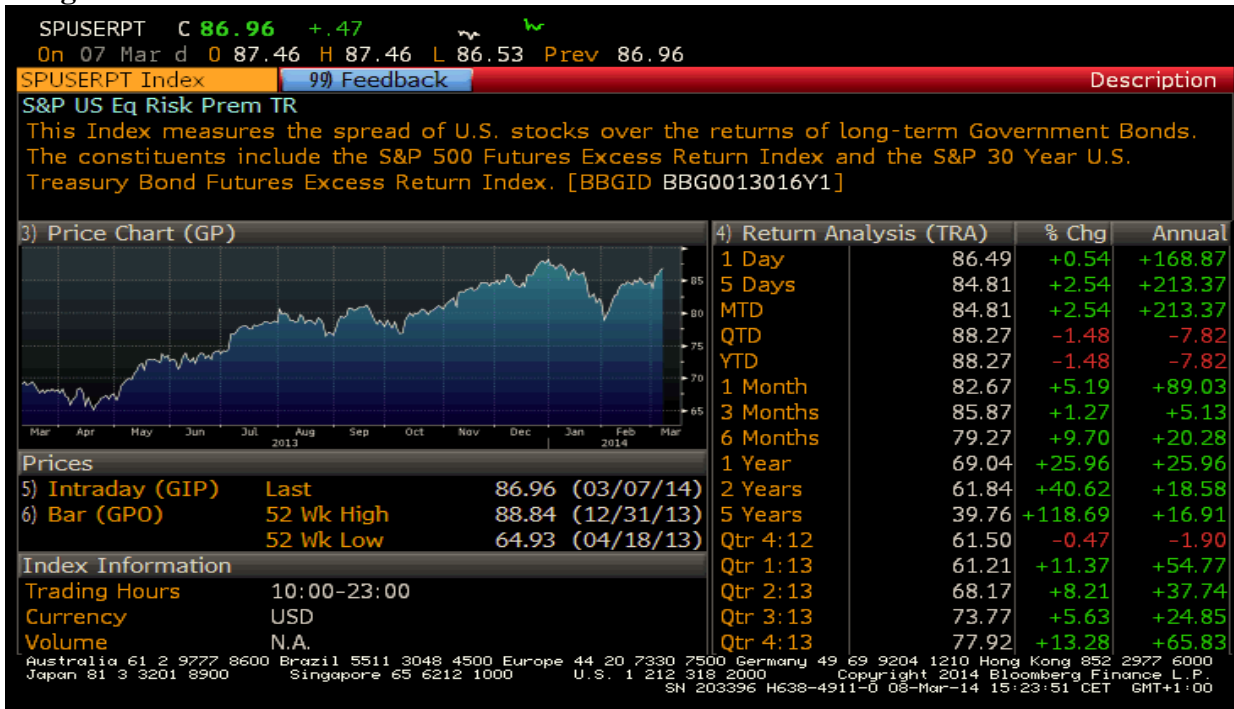 SPUSERPT C 86.96 +.47
On 07 Mar d O 87.46 H 87.46 L 86.53 Prev 86.96
SPUSERPT Index 99) Feedback Description
S&P US Eq Risk Prem TR
This Index measures the spread of U.S. stocks over the returns of long-term Government Bonds.
The constituents include the S&P 500 Futures Excess Return Index and the S&P 30 Year U.S.
Treasury Bond Futures Excess Return Index. [BBGID BBG0013016Y1]
3) Price Chart (GP)
85
80
75
70
65
Mar Apr May Jun Jul Aug Sep Oct Nov Dec Jan Feb Mar
2013 2014
Prices
5) Intraday (GIP) Last 86.96 (03/07/14)
6) Bar (GPO) 52 Wk High 88.84 (12/31/13)
52 Wk Low 64.93 (04/18/13)
Index Information
Trading Hours 10:00-23:00
Currency USD
Volume N.A.
4) Return Analysis (TRA) % Chg Annual
1 Day 86.49 +0.54 +168.87
5 Days 84.81 +2.54 +213.37
MTD 84.81 +2.54 +213.37
QTD 88.27 -1.48 -7.82
YTD 88.27 -1.48 -7.82
1 Month 82.67 +5.19 +89.03
3 Months 85.87 +1.27 +5.13
6 Months 79.27 +9.70 +20.28
1 Year 69.04 +25.96 +25.96
2 Years 61.84 +40.62 +18.58
5 Years 39.76 +118.69 +16.91
Qtr 4:12 61.50 -0.47 -1.90
Qtr 1:13 61.21 +11.37 +54.77
Qtr 2:13 68.17 +8.21 +37.74
Qtr 3:13 73.77 +5.63 +24.85
Qtr 4:13 77.92 +13.28 +65.83
Australia 61 2 9777 8600 Brazil 5511 3048 4500 Europe 44 20 7330 7500 Germany 49 69 9204 1210 Hong Kong 852 2977 6000
Japan 81 3 3201 8900 Singapore 65 6212 1000 U.S. 1 212 318 2000 Copyright 2014 Bloomberg Finance L.P.
SN 203396 H638-4911-0 08-Mar-14 15:23:51 CET GMT+1:00